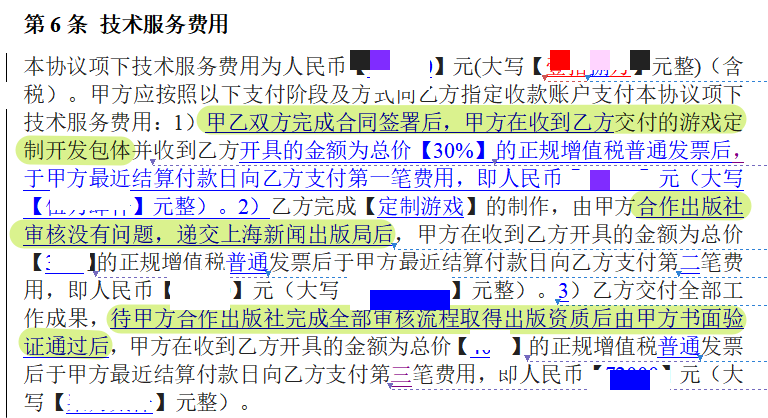 第 6 条 技术服务费用
本协议项下技术服务费用为人民币【 】元(大写【 】元整)（含
税）。甲方应按照以下支付阶段及方式向乙方指定收款账户支付本协议项下
技术服务费用：1）甲乙双方完成合同签署后，甲方在收到乙方交付的游戏定
制开发包体并收到乙方开具的金额为总价【30%】的正规增值税普通发票后，
于甲方最近结算付款日向乙方支付第一笔费用，即人民币 元（大写
【 】元整）。2）乙方完成【定制游戏】的制作，由甲方合作出版社
审核没有问题，递交上海新闻出版局后，甲方在收到乙方开具的金额为总价
【 】的正规增值税普通发票后于甲方最近结算付款日向乙方支付第二笔费
用，即人民币【 】元（大写 】元整）。3）乙方交付全部工
作成果，待甲方合作出版社完成全部审核流程取得出版资质后由甲方书面验
证通过后，甲方在收到乙方开具的金额为总价【 】的正规增值税普通发票
后于甲方最近结算付款日向乙方支付第三笔费用，即人民币【 】元（大
写【 】元整）。